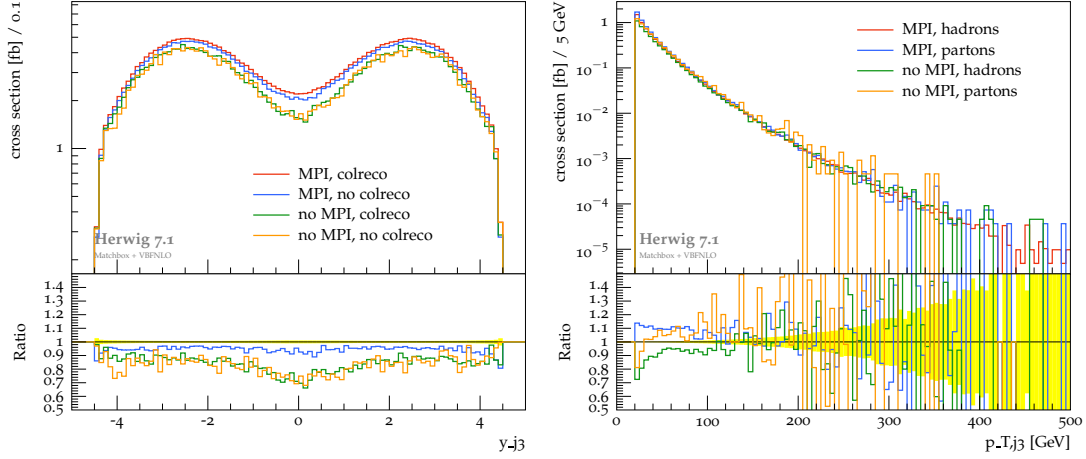 cross section [fb] / 0.1
1
MPI, colreco
MPI, no colreco
no MPI, colreco
no MPI, no colreco
Herwig 7.1
Matchbox + VBFNLO
Ratio
1.4
1.3
1.2
1.1
1
0.9
0.8
0.7
0.6
0.5
-4
-2
0
2
4
y_j3
cross section [fb] / 5 GeV
1
10⁻¹
10⁻²
10⁻³
10⁻⁴
10⁻⁵
MPI, hadrons
MPI, partons
no MPI, hadrons
no MPI, partons
Herwig 7.1
Matchbox + VBFNLO
Ratio
1.4
1.3
1.2
1.1
1
0.9
0.8
0.7
0.6
0.5
0
100
200
300
400
500
p_T,j3 [GeV]